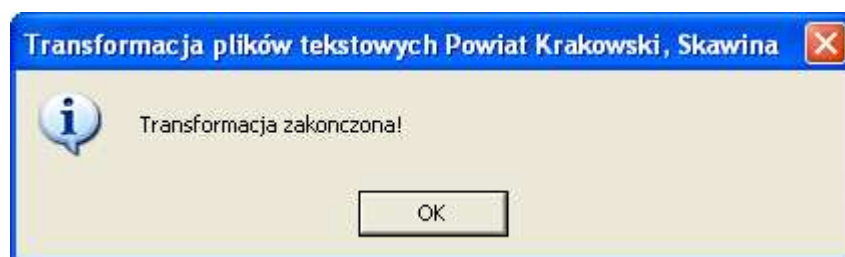 Transformacja plików tekstowych Powiat Krakowski, Skawina
Transformacja zakonczona!
OK